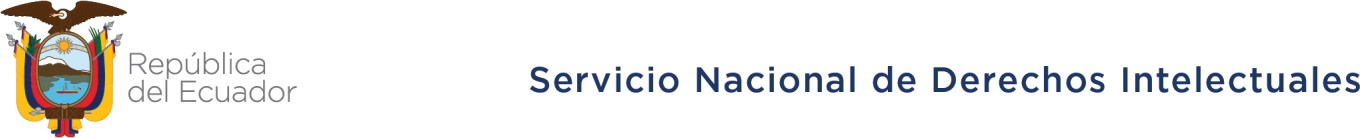 República
del Ecuador
Servicio Nacional de Derechos Intelectuales